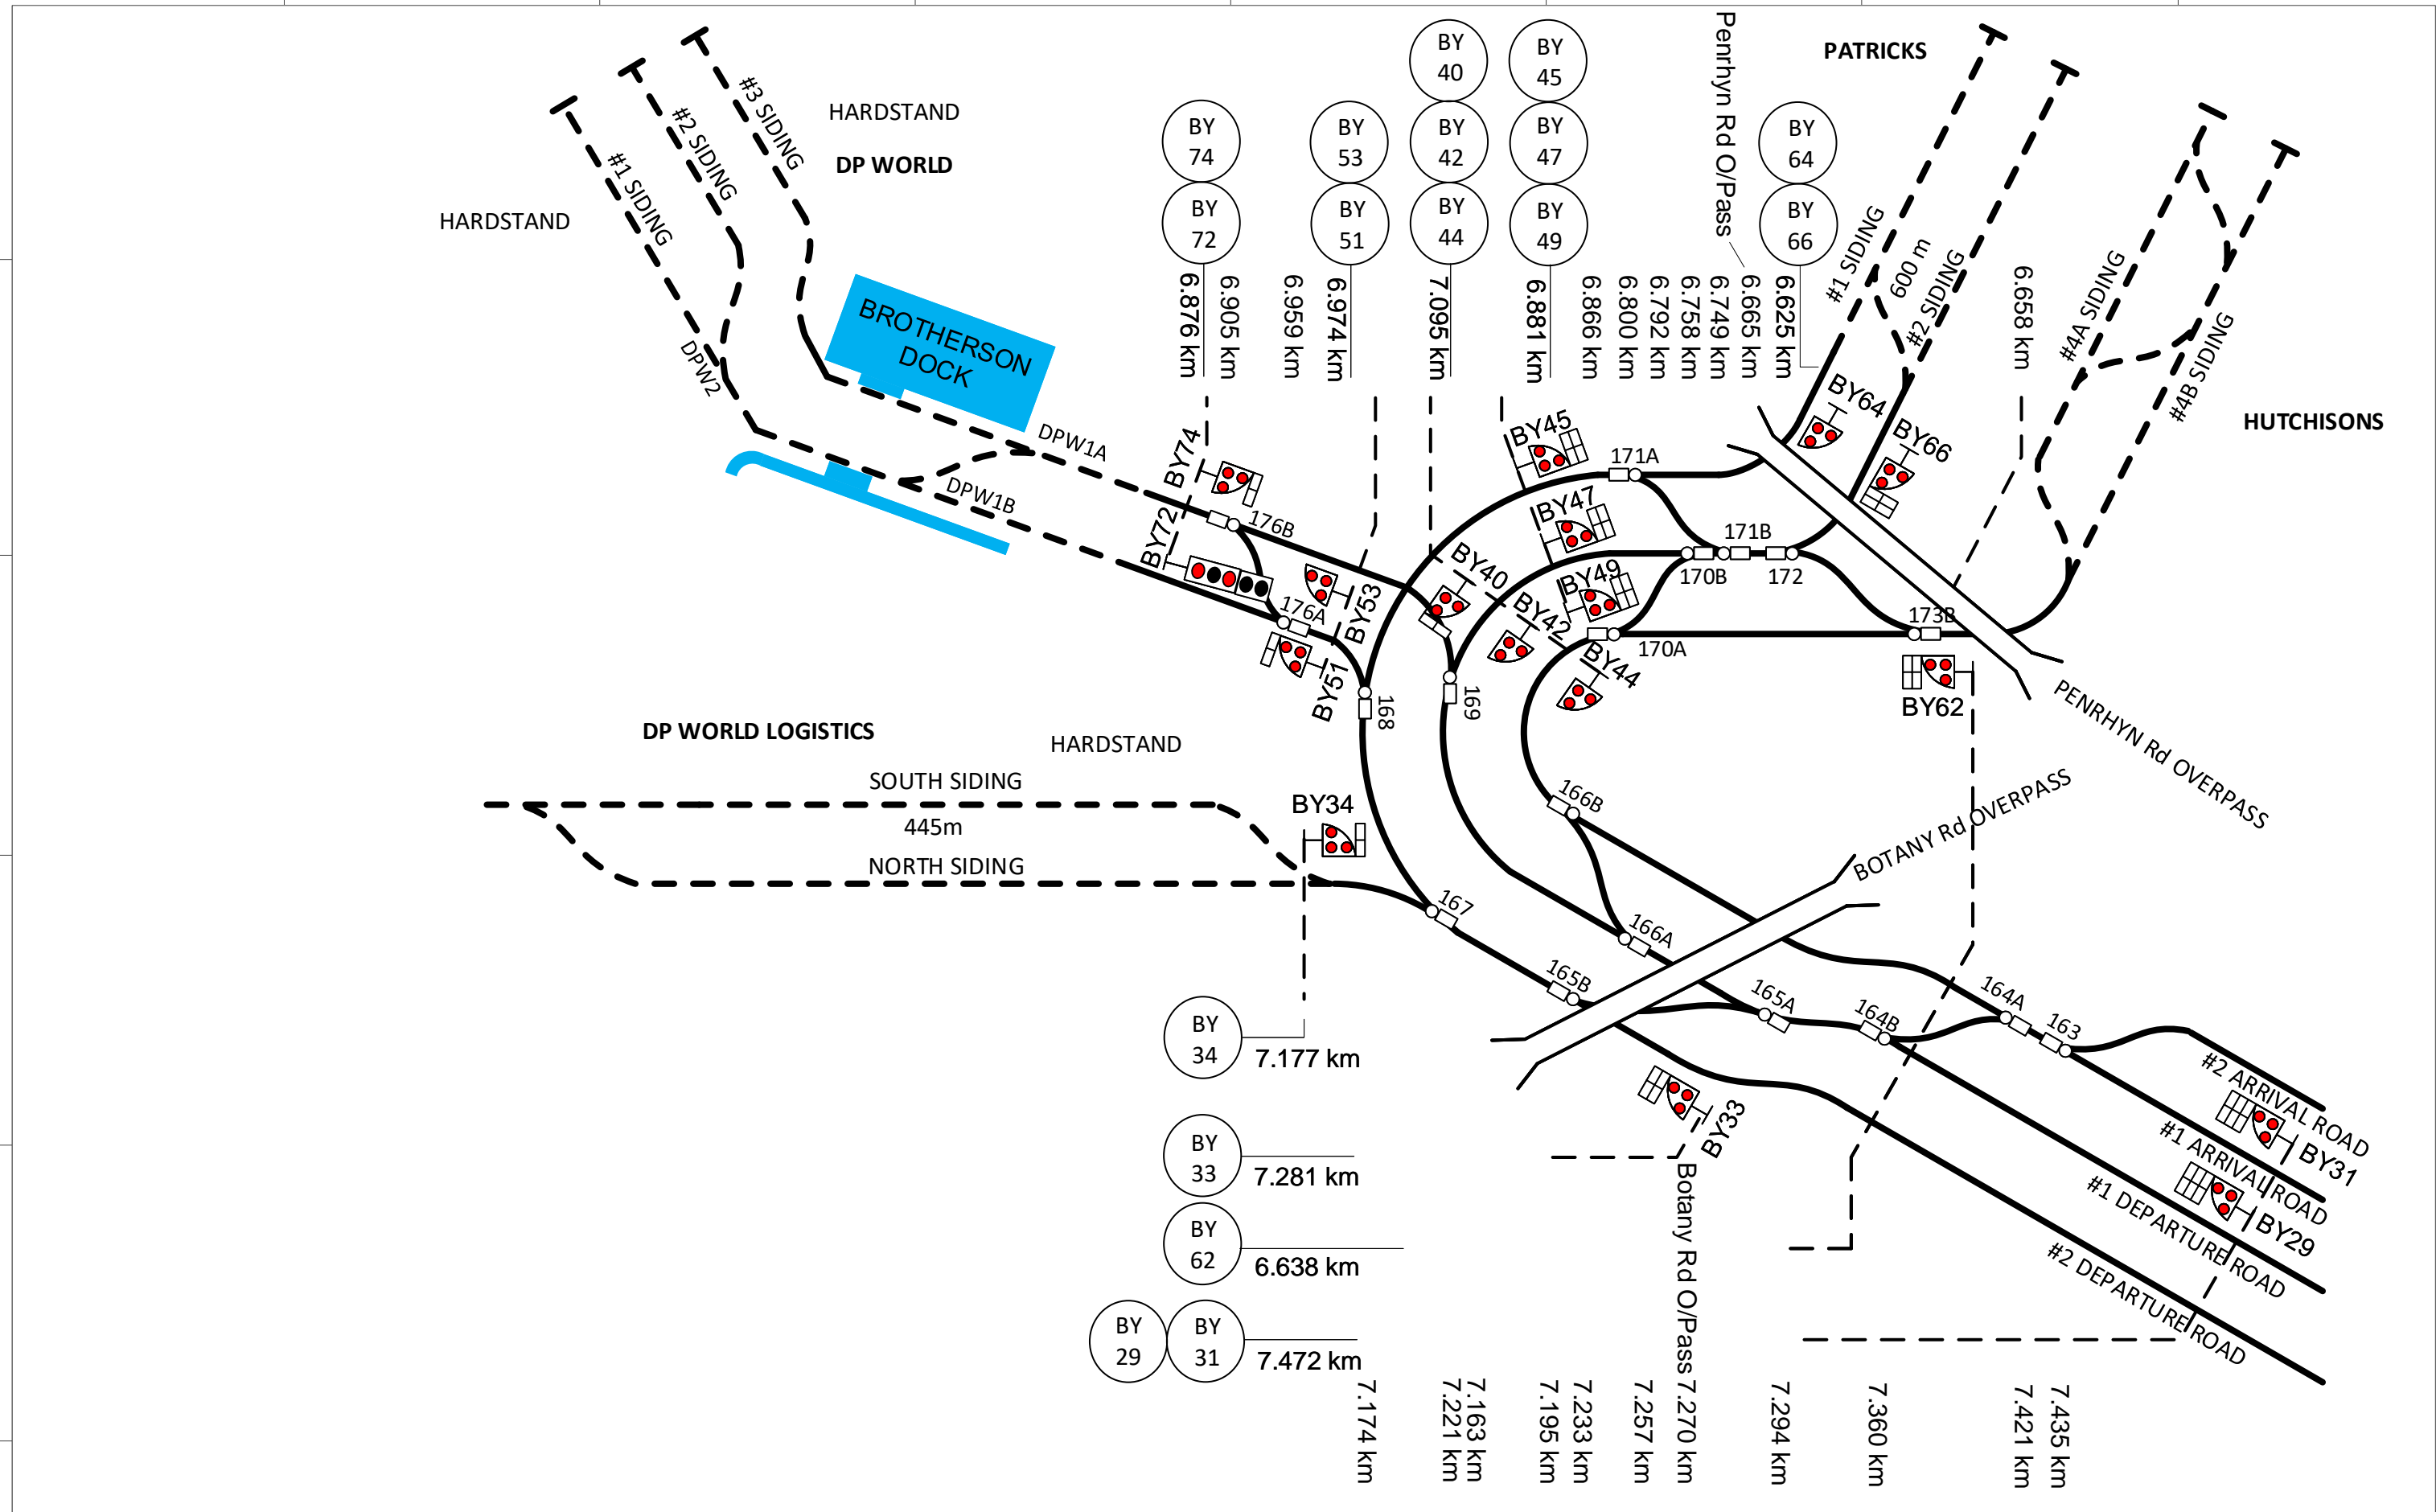 #3 SIDING
#2 SIDING
#1 SIDING
HARDSTAND
DP WORLD
HARDSTAND
DPW2
BROTHERSON
DOCK
DPW1A
DPW1B
BY
74
BY
72
BY
53
BY
51
BY
40
BY
42
BY
44
BY
45
BY
47
BY
49
Penrhyn Rd O/Pass
BY
64
BY
66
PATRICKS
6.876 km
6.905 km
6.959 km
6.974 km
7.095 km
6.881 km
6.866 km
6.800 km
6.792 km
6.758 km
6.749 km
6.665 km
6.625 km
#1 SIDING
600 m
#2 SIDING
6.658 km
#4A SIDING
#4B SIDING
HUTCHISONS
BY64
BY66
BY74
BY72
176B
176A
BY53
BY51
BY45
BY47
BY49
BY40
BY42
BY44
171A
171B
170B
172
170A
173B
BY62
168
169
PENRHYN Rd OVERPASS
BOTANY Rd OVERPASS
DP WORLD LOGISTICS
HARDSTAND
SOUTH SIDING
445m
NORTH SIDING
BY34
166B
167
166A
165B
165A
164B
164A
163
BY
34
7.177 km
BY33
#2 ARRIVAL ROAD
BY31
#1 ARRIVAL ROAD
BY29
#1 DEPARTURE ROAD
#2 DEPARTURE ROAD
BY
33
7.281 km
BY
62
6.638 km
BY
29
BY
31
7.472 km
7.174 km
7.221 km
7.163 km
7.195 km
7.233 km
7.257 km
Botany Rd O/Pass 7.270 km
7.294 km
7.360 km
7.421 km
7.435 km